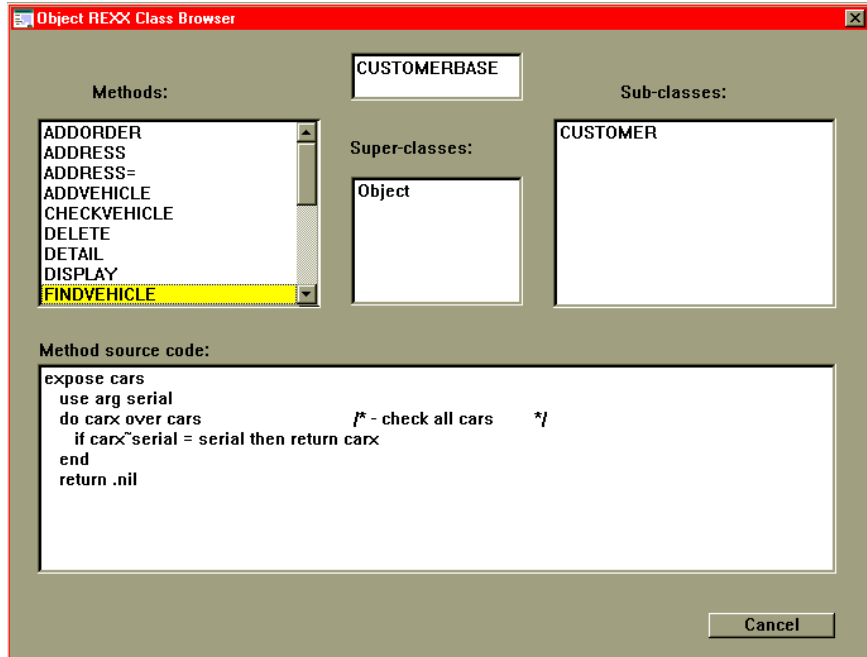 Object REXX Class Browser
CUSTOMERBASE
Methods:
Sub-classes:
ADDORDER
ADDRESS
ADDRESS=
ADDVEHICLE
CHECKVEHICLE
DELETE
DETAIL
DISPLAY
FINDVEHICLE
Super-classes:
Object
CUSTOMER
Method source code:
expose cars
use arg serial
do carx over cars /* - check all cars */
if carx~serial = serial then return carx
end
return .nil
Cancel